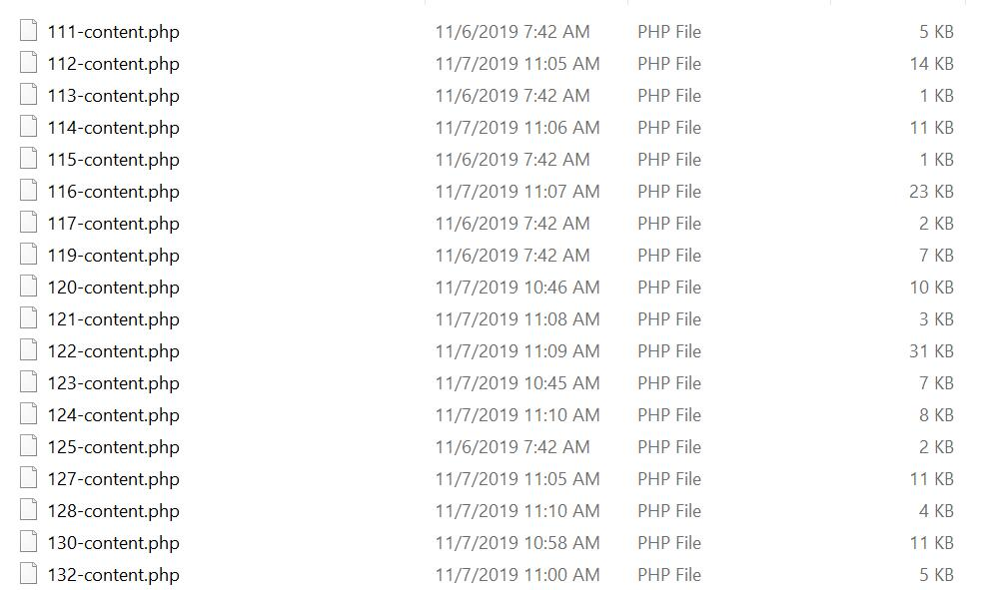 111-content.php 11/6/2019 7:42 AM PHP File 5 KB
112-content.php 11/7/2019 11:05 AM PHP File 14 KB
113-content.php 11/6/2019 7:42 AM PHP File 1 KB
114-content.php 11/7/2019 11:06 AM PHP File 11 KB
115-content.php 11/6/2019 7:42 AM PHP File 1 KB
116-content.php 11/7/2019 11:07 AM PHP File 23 KB
117-content.php 11/6/2019 7:42 AM PHP File 2 KB
119-content.php 11/6/2019 7:42 AM PHP File 7 KB
120-content.php 11/7/2019 10:46 AM PHP File 10 KB
121-content.php 11/7/2019 11:08 AM PHP File 3 KB
122-content.php 11/7/2019 11:09 AM PHP File 31 KB
123-content.php 11/7/2019 10:45 AM PHP File 7 KB
124-content.php 11/7/2019 11:10 AM PHP File 8 KB
125-content.php 11/6/2019 7:42 AM PHP File 2 KB
127-content.php 11/7/2019 11:05 AM PHP File 11 KB
128-content.php 11/7/2019 11:10 AM PHP File 4 KB
130-content.php 11/7/2019 10:58 AM PHP File 11 KB
132-content.php 11/7/2019 11:00 AM PHP File 5 KB